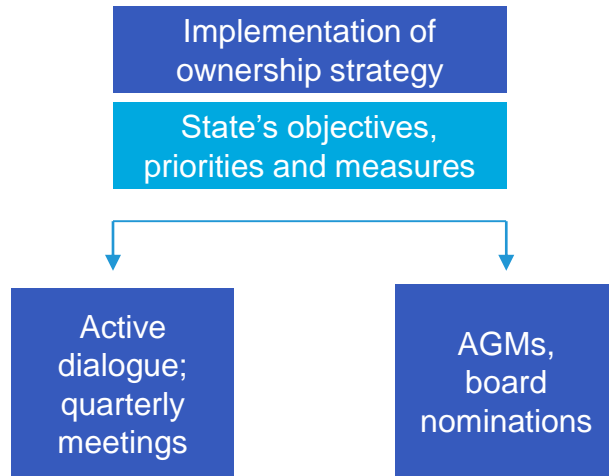 Implementation of
ownership strategy
State’s objectives,
priorities and measures
Active
dialogue;
quarterly
meetings
AGMs,
board
nominations